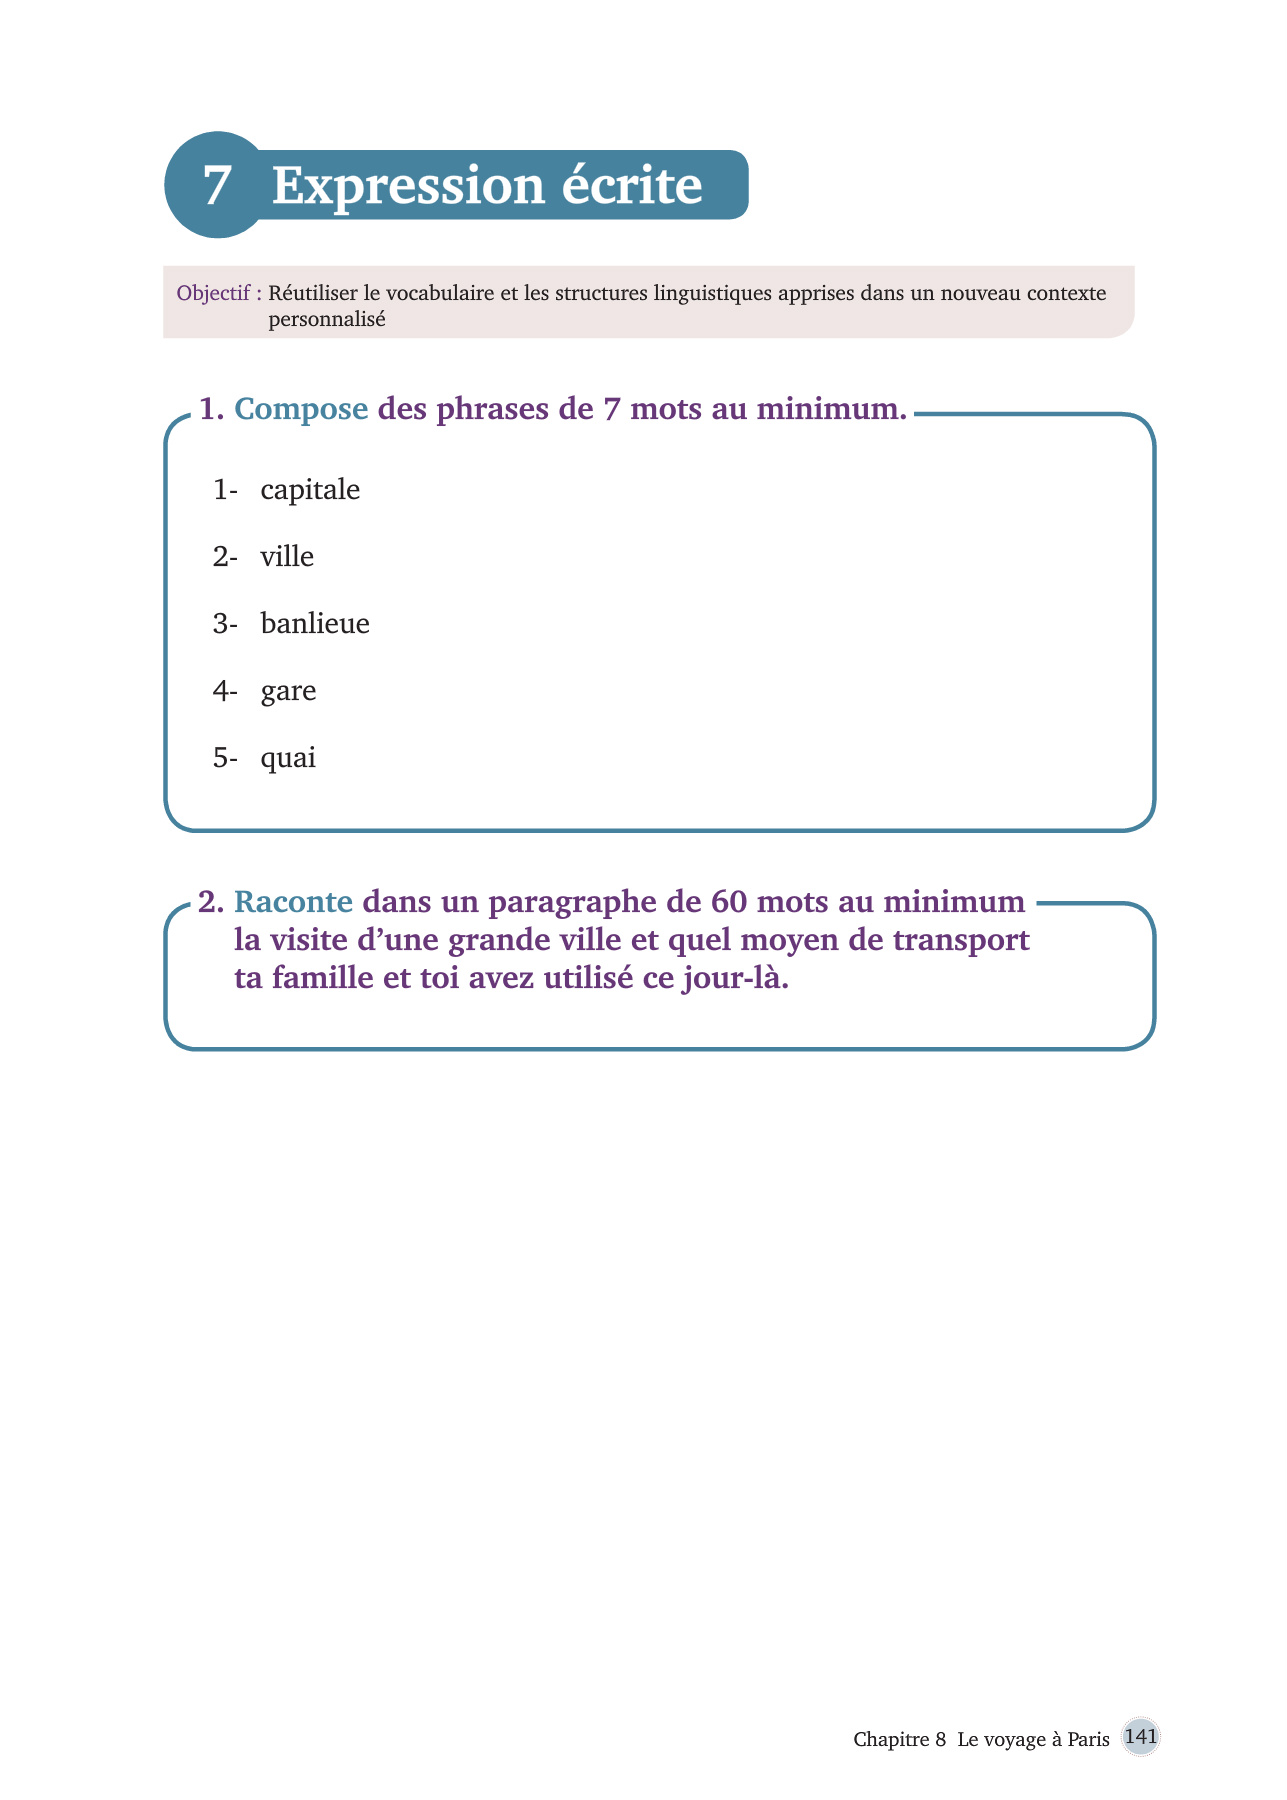 7 Expression écrite
Objectif : Réutiliser le vocabulaire et les structures linguistiques apprises dans un nouveau contexte
personnalisé
1. Compose des phrases de 7 mots au minimum.
1- capitale
2- ville
3- banlieue
4- gare
5- quai
2. Raconte dans un paragraphe de 60 mots au minimum
la visite d’une grande ville et quel moyen de transport
ta famille et toi avez utilisé ce jour-là.
Chapitre 8 Le voyage à Paris 141